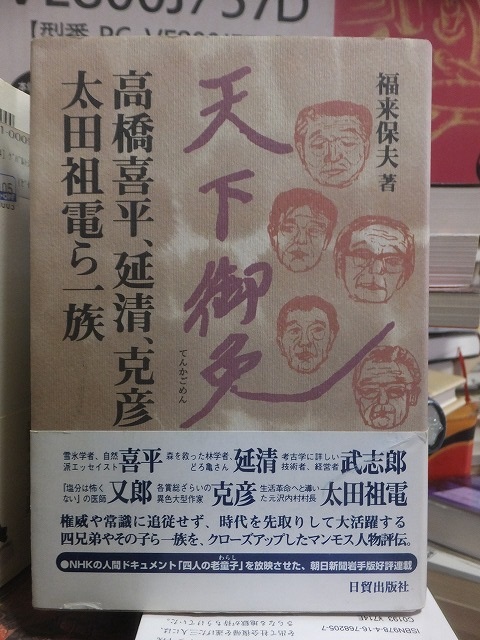 VE800J/57D
福来保夫 著
天下御免
てんかごめん
高橋喜平、延清、克彦
太田祖電ら一族
雪氷学者、自然派エッセイスト 喜平 森を救った林学者、どろ亀さん 延清 考古学に詳しい技術者、経営者 武志郎
「塩分は怖くない」の医師 又郎 各賞総ざらいの異色大型作家 克彦 生活革命へと導いた元沢内村村長 太田祖電
権威や常識に追従せず、時代を先取りして大活躍する
四兄弟やその子ら一族を、クローズアップしたマンモス人物評伝。
●NHKの人間ドキュメント「四人の老童子」を放映させた、朝日新聞岩手版好評連載
わらし
日貿出版社
ISBN978-4-16-768205-7